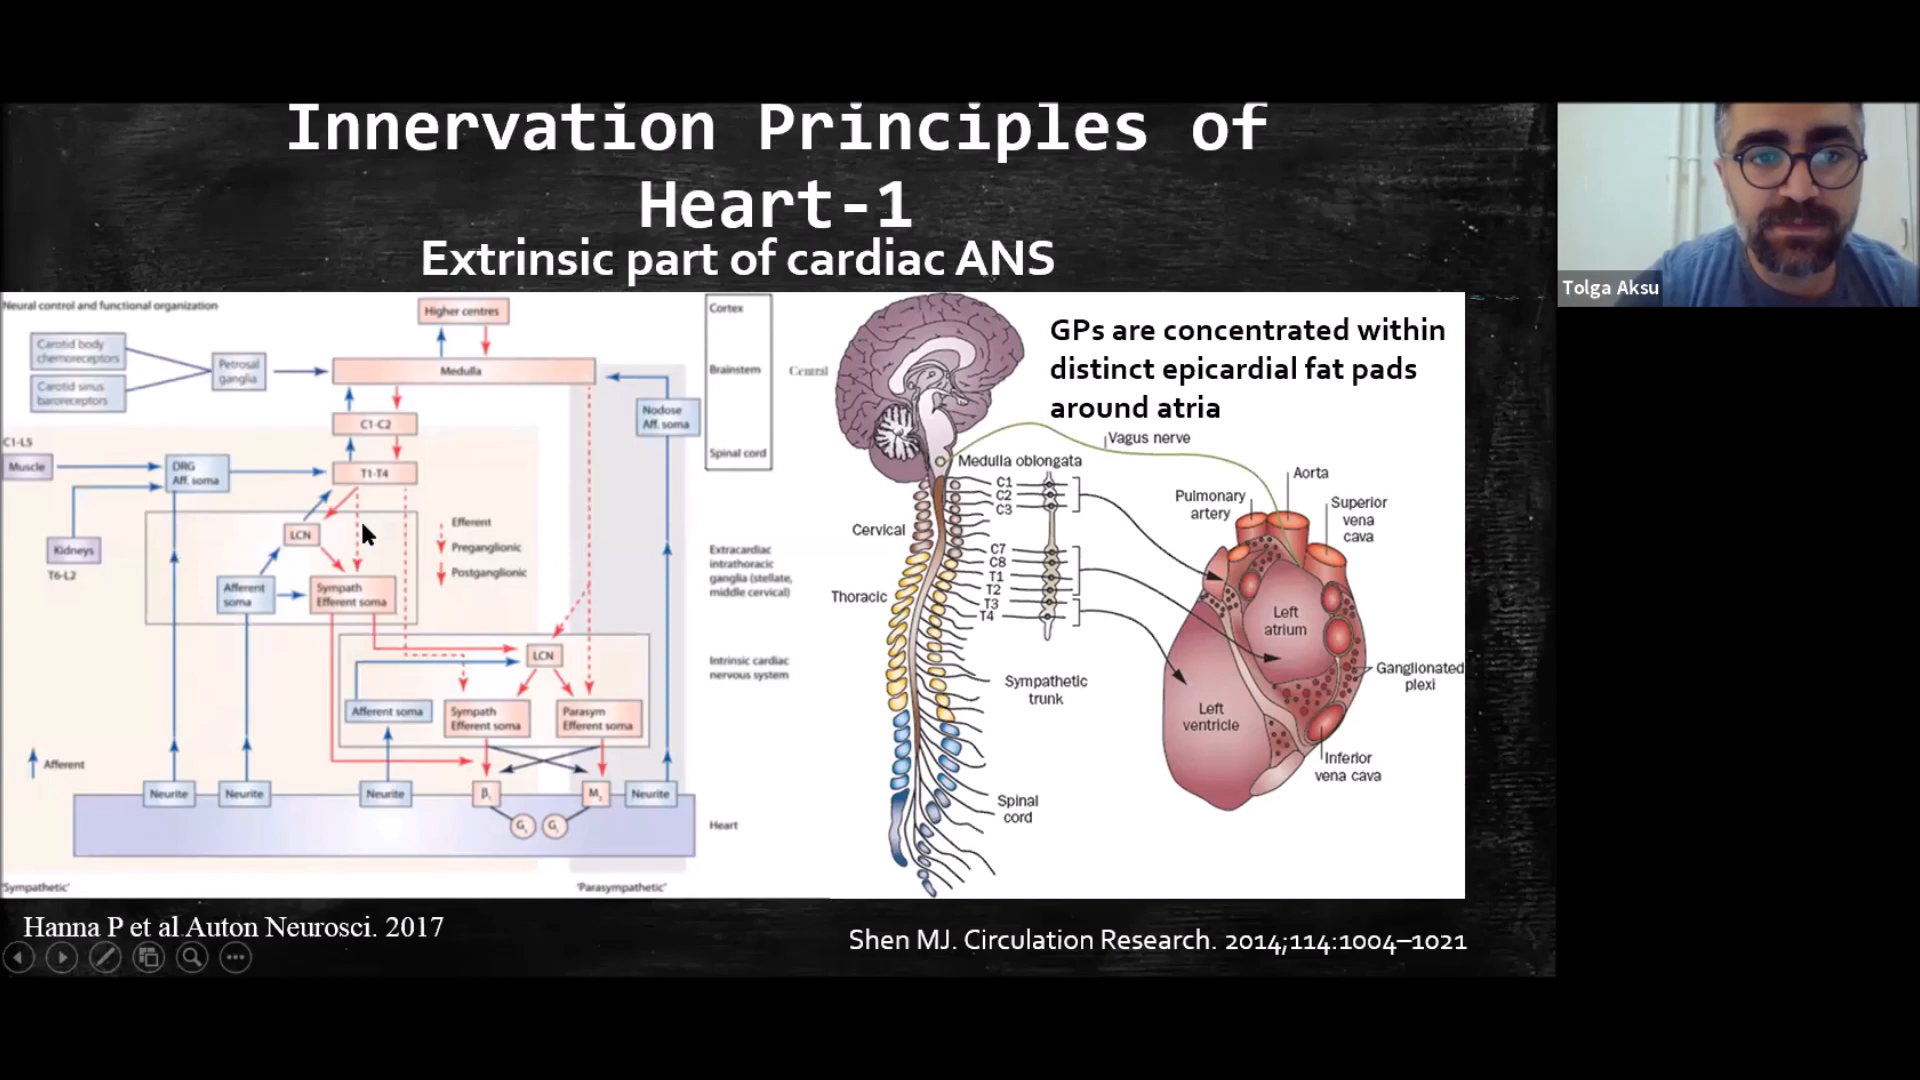 Innervation Principles of
Heart-1
Extrinsic part of cardiac ANS
Tolga Aksu
Neural control and functional organization
Higher centres
Carotid body
chemoreceptors
Carotid sinus
baroreceptors
Petrosal
ganglia
Medulla
C1-C2
Nodose
Aff. soma
C1-L5
Muscle
DRG
Aff. soma
T1-T4
Kidneys
T6-L2
LCN
Afferent
soma
Sympath
Efferent soma
Efferent
Preganglionic
Postganglionic
LCN
Afferent soma
Sympath
Efferent soma
Parasym
Efferent soma
Afferent
Neurite
Neurite
Neurite
β₁
M₂
Neurite
Gₛ
Gᵢ
'Sympathetic'
'Parasympathetic'
Cortex
Brainstem
Central
Spinal cord
Extracardiac
intrathoracic
ganglia (stellate,
middle cervical)
Intrinsic cardiac
nervous system
Heart
GPs are concentrated within
distinct epicardial fat pads
around atria
Vagus nerve
Medulla oblongata
C1
C2
C3
Cervical
C7
C8
T1
T2
T3
T4
Thoracic
Sympathetic
trunk
Spinal
cord
Aorta
Pulmonary
artery
Superior
vena
cava
Left
atrium
Ganglionated
plexi
Left
ventricle
Inferior
vena cava
Hanna P et al Auton Neurosci. 2017
Shen MJ. Circulation Research. 2014;114:1004–1021